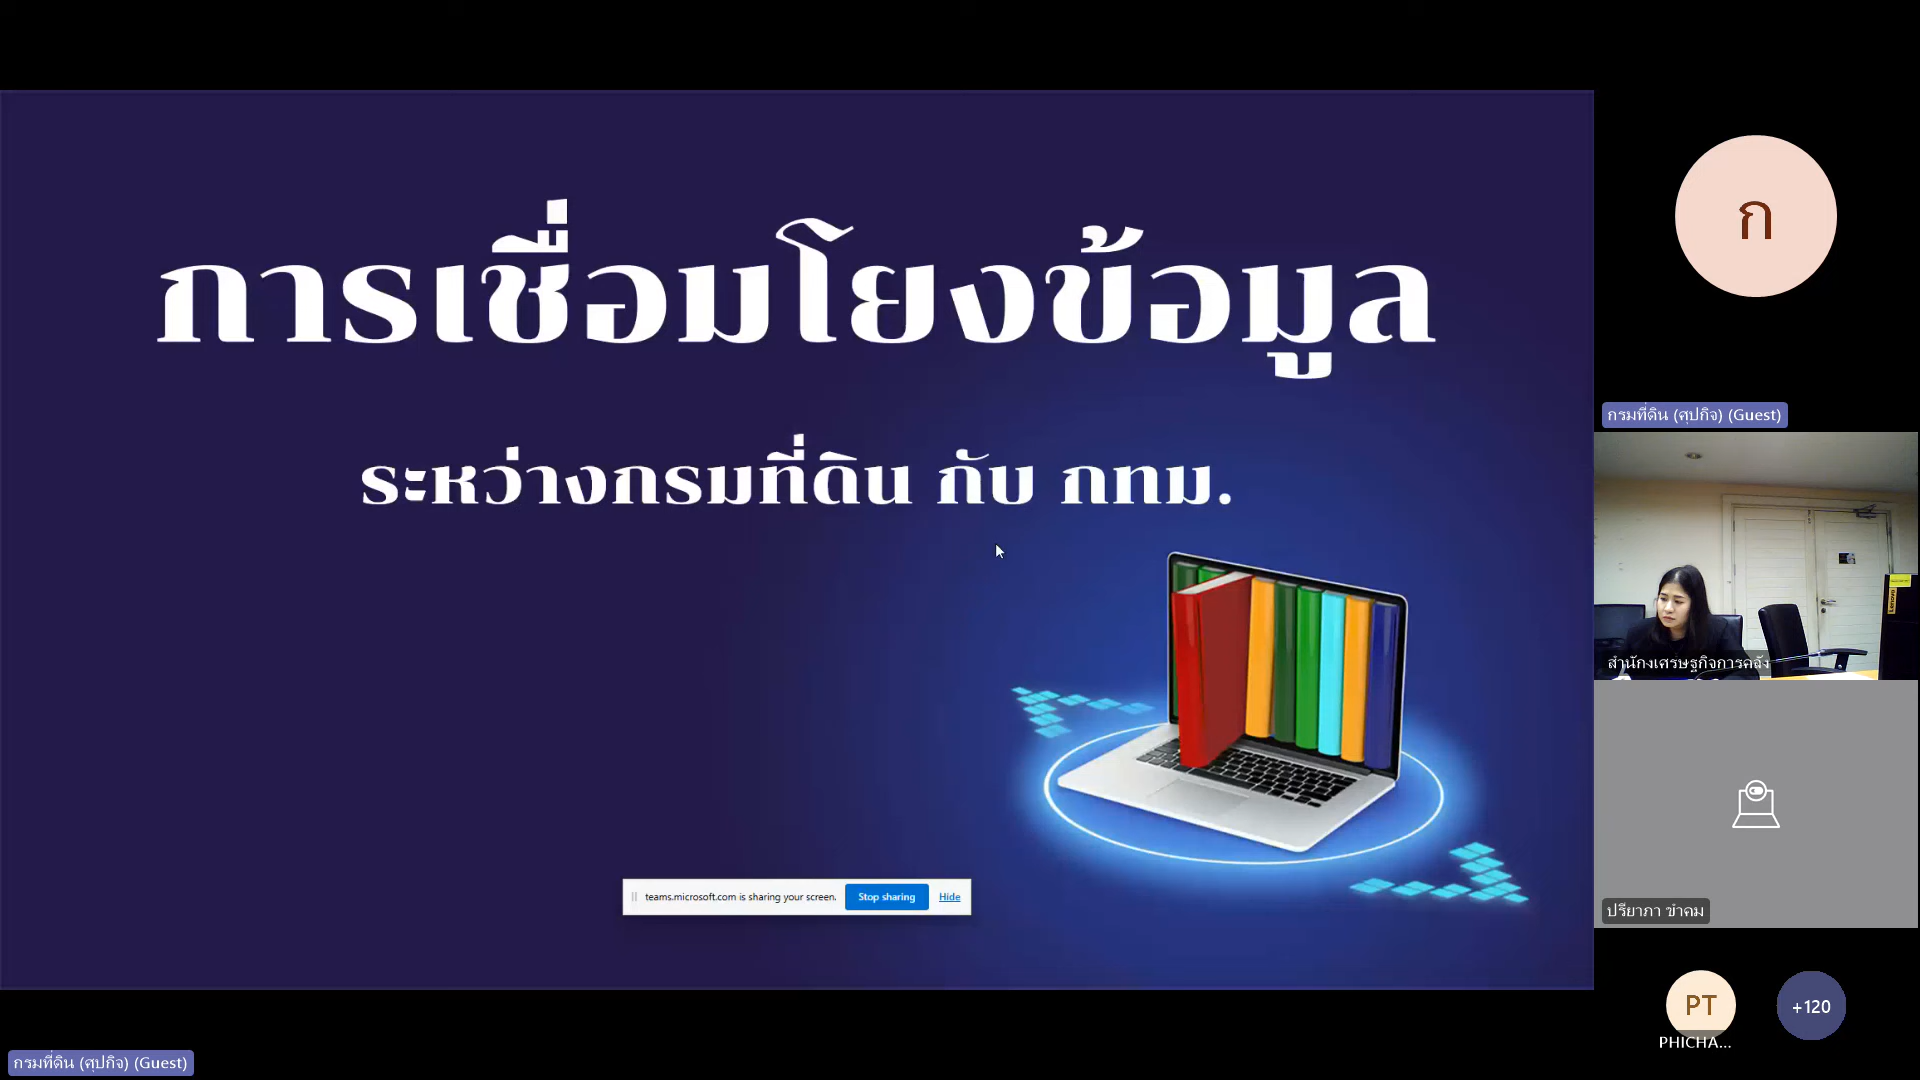 การเชื่อมโยงข้อมูล
ระหว่างกรมที่ดิน กับ กทม.
teams.microsoft.com is sharing your screen.
Stop sharing
Hide
กรมที่ดิน (ศุปกิจ) (Guest)
ก
กรมที่ดิน (ศุปกิจ) (Guest)
สำนักงเศรษฐกิจการคลัง
ปรียาภา ขำคม
PT
PHICHA...
+120